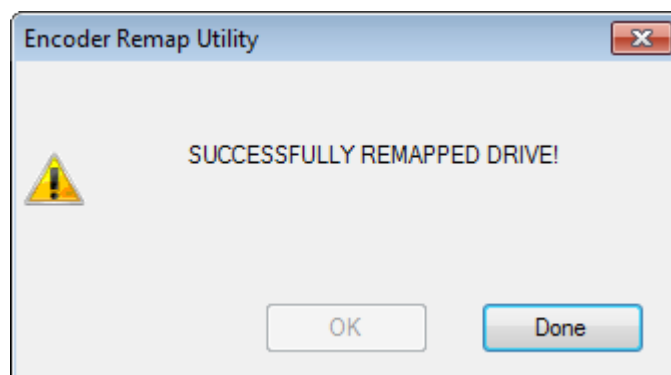 Encoder Remap Utility
SUCCESSFULLY REMAPPED DRIVE!
OK
Done